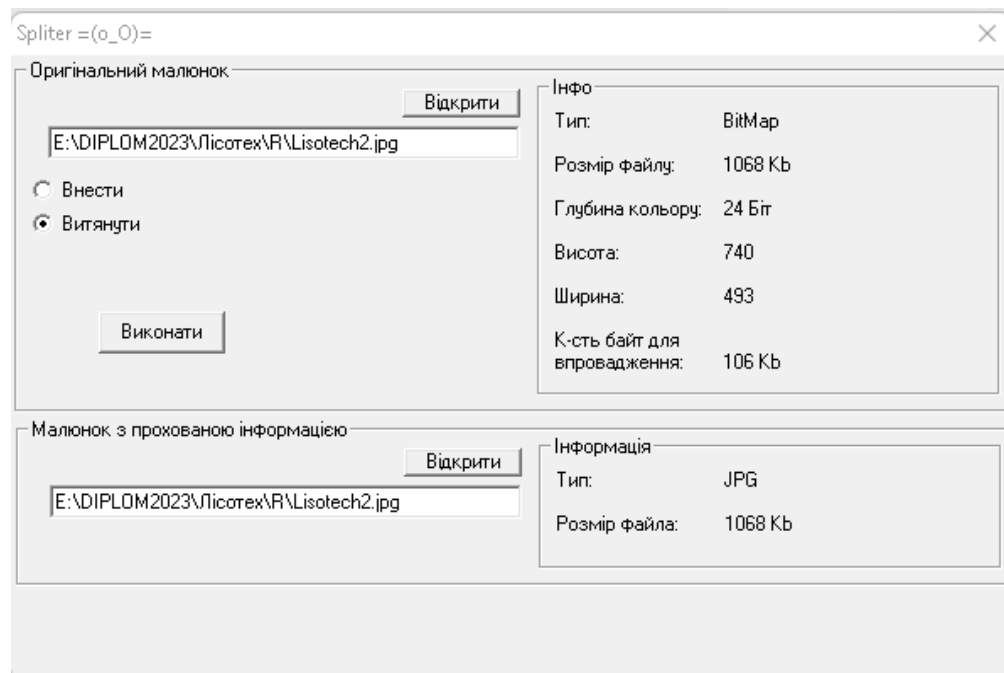 Spliter =(o_O)=
Оригінальний малюнок
Відкрити
E:\DIPLOM2023\Лісотех\R\Lisotech2.jpg
Внести
Витянути
Виконати
Інфо
Тип: BitMap
Розмір файлу: 1068 Kb
Глубина кольору: 24 Біт
Висота: 740
Ширина: 493
К-сть байт для
впровадження: 106 Kb
Малюнок з прохованою інформацією
Відкрити
E:\DIPLOM2023\Лісотех\R\Lisotech2.jpg
Інформація
Тип: JPG
Розмір файла: 1068 Kb